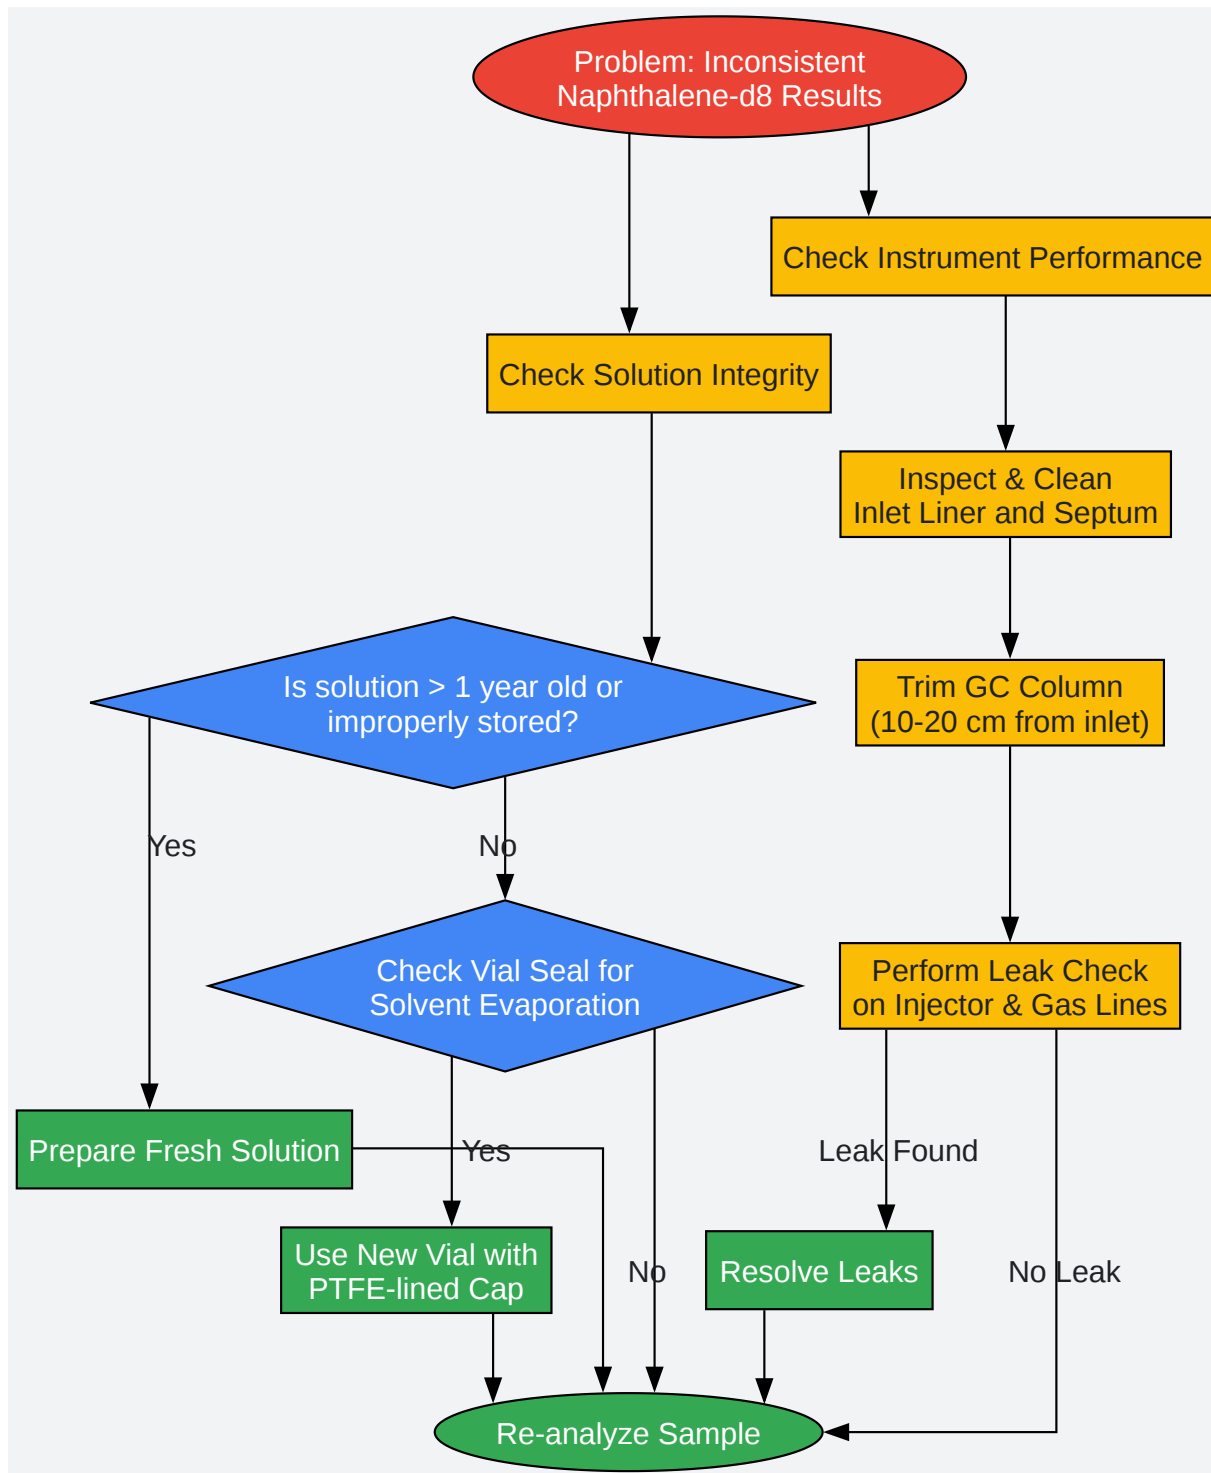 Problem: Inconsistent
Naphthalene-d8 Results
Check Instrument Performance
Check Solution Integrity
Inspect & Clean
Inlet Liner and Septum
Is solution > 1 year old or
improperly stored?
Trim GC Column
(10-20 cm from inlet)
Yes
No
Check Vial Seal for
Solvent Evaporation
Perform Leak Check
on Injector & Gas Lines
Prepare Fresh Solution
Yes
Leak Found
Use New Vial with
PTFE-lined Cap
No
Resolve Leaks
No Leak
Re-analyze Sample